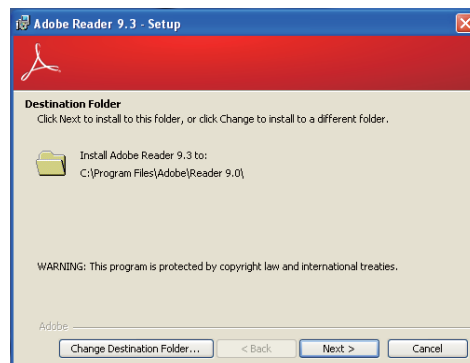 Adobe Reader 9.3 - Setup
Destination Folder
Click Next to install to this folder, or click Change to install to a different folder.
Install Adobe Reader 9.3 to:
C:\Program Files\Adobe\Reader 9.0\
WARNING: This program is protected by copyright law and international treaties.
Adobe
Change Destination Folder... < Back Next > Cancel